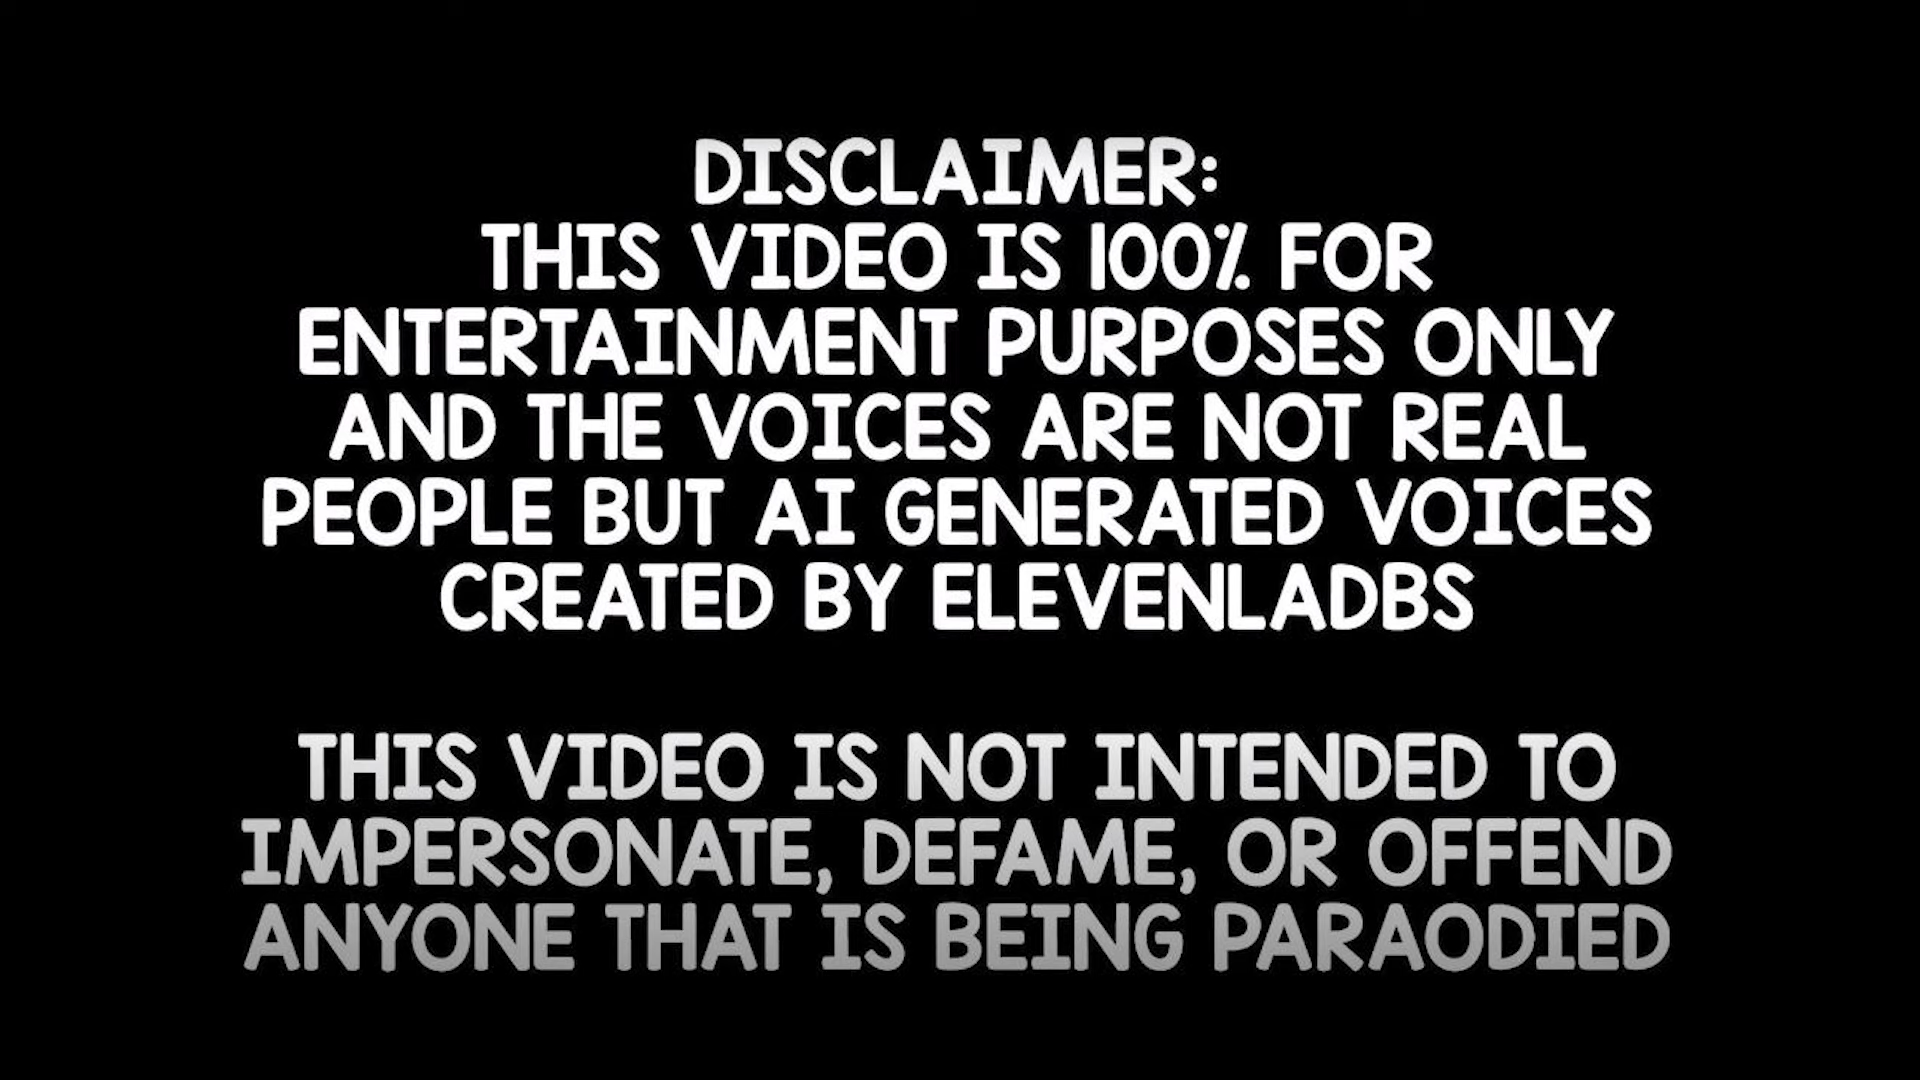 DISCLAIMER:
THIS VIDEO IS 100% FOR
ENTERTAINMENT PURPOSES ONLY
AND THE VOICES ARE NOT REAL
PEOPLE BUT AI GENERATED VOICES
CREATED BY ELEVENLADBS
THIS VIDEO IS NOT INTENDED TO
IMPERSONATE, DEFAME, OR OFFEND
ANYONE THAT IS BEING PARAODIED